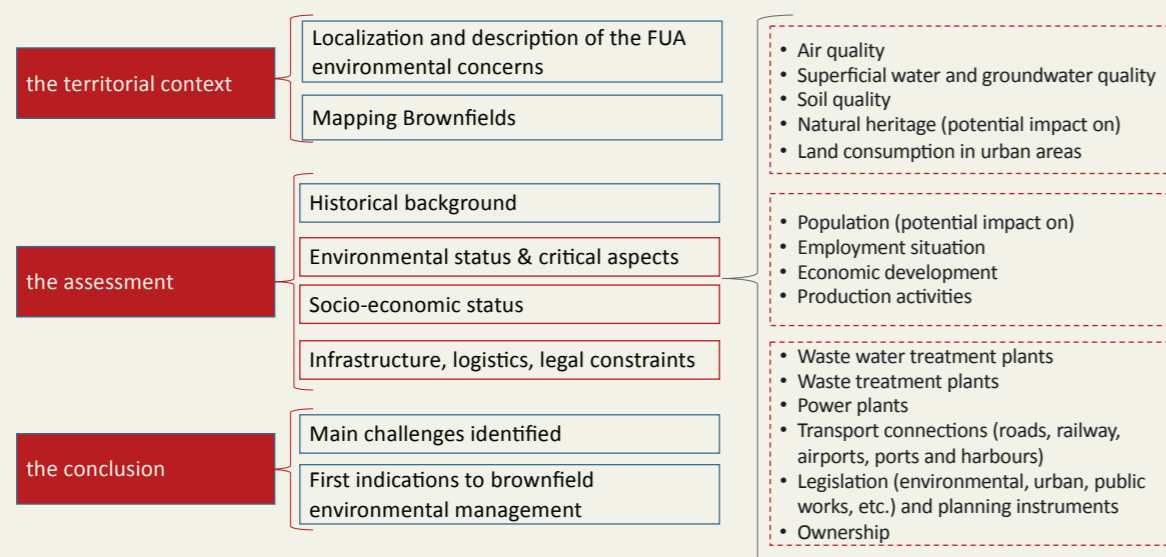 the territorial context
Localization and description of the FUA
environmental concerns
Mapping Brownfields
the assessment
Historical background
Environmental status & critical aspects
Socio-economic status
Infrastructure, logistics, legal constraints
the conclusion
Main challenges identified
First indications to brownfield
environmental management
• Air quality
• Superficial water and groundwater quality
• Soil quality
• Natural heritage (potential impact on)
• Land consumption in urban areas
• Population (potential impact on)
• Employment situation
• Economic development
• Production activities
• Waste water treatment plants
• Waste treatment plants
• Power plants
• Transport connections (roads, railway,
airports, ports and harbours)
• Legislation (environmental, urban, public
works, etc.) and planning instruments
• Ownership